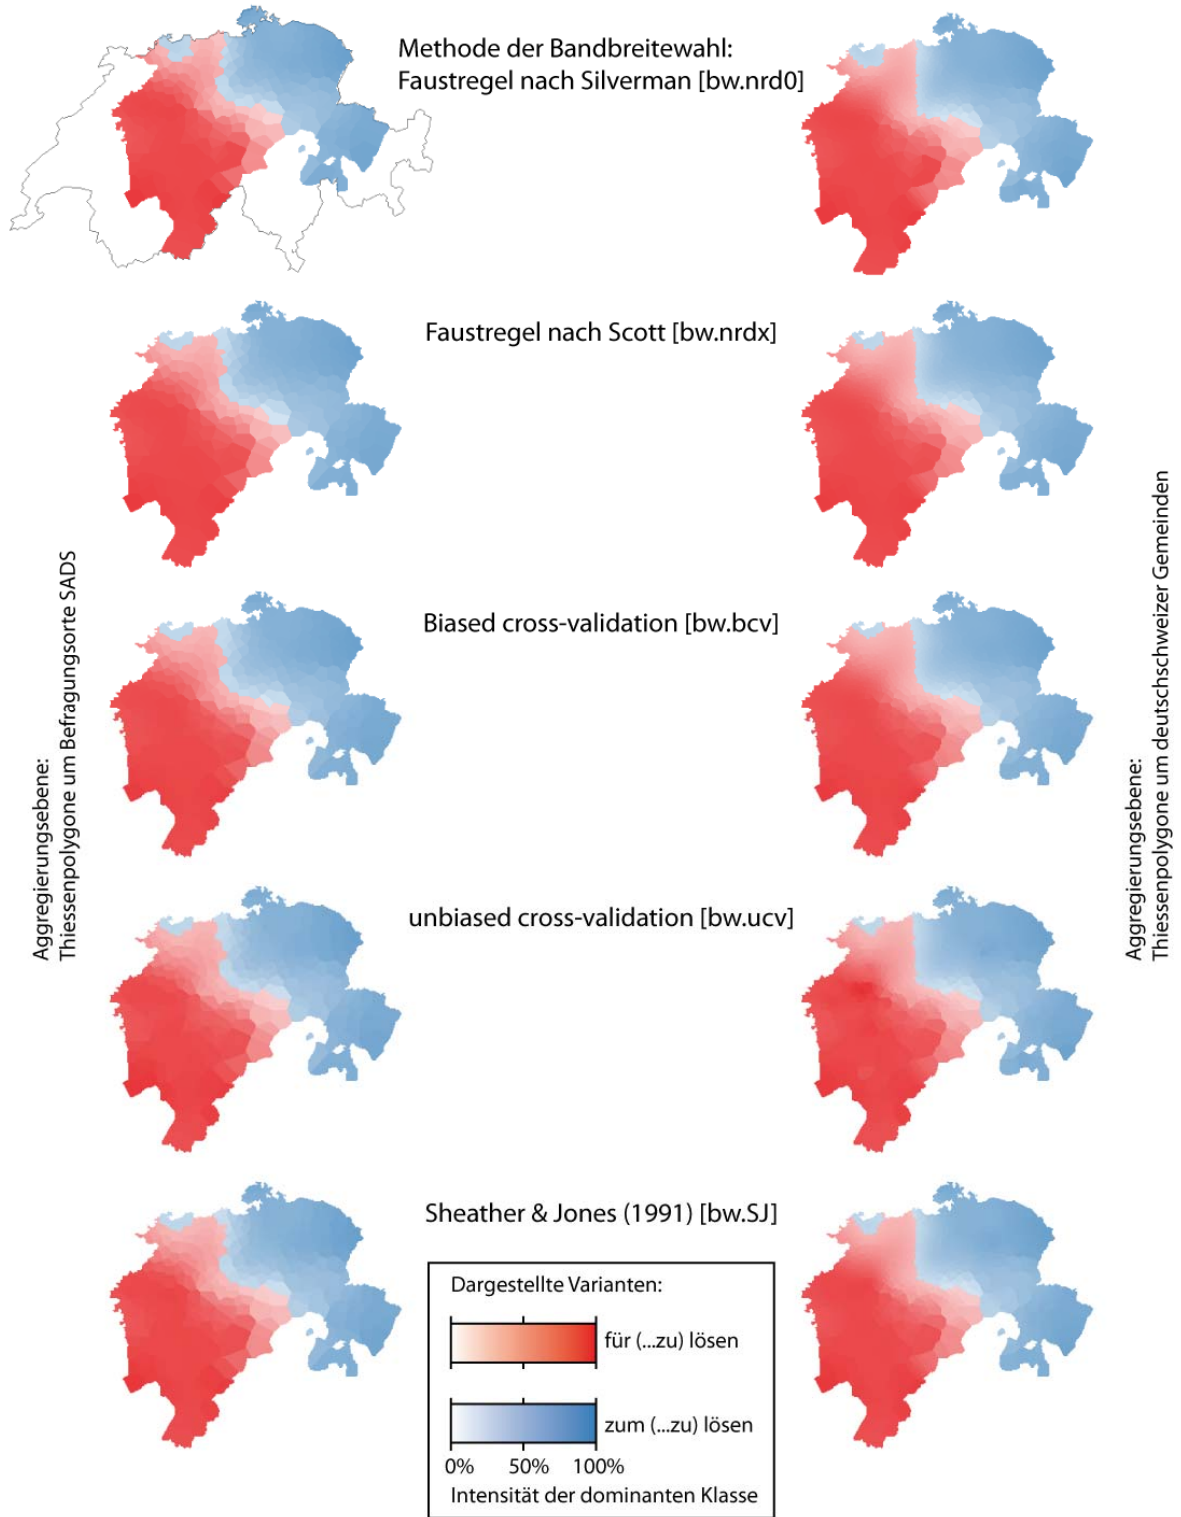 Methode der Bandbreitewahl:
Faustregel nach Silverman [bw.nrd0]
Faustregel nach Scott [bw.nrdx]
Aggregierungsebene:
Thiessenpolygone um Befragungsorte SADS
Biased cross-validation [bw.bcv]
Aggregierungsebene:
Thiessenpolygone um deutschschweizer Gemeinden
unbiased cross-validation [bw.ucv]
Sheather & Jones (1991) [bw.SJ]
Dargestellte Varianten:
für (...zu) lösen
zum (...zu) lösen
0% 50% 100%
Intensität der dominanten Klasse